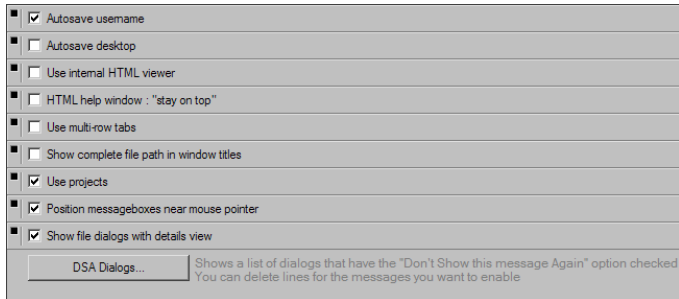 Autosave username
Autosave desktop
Use internal HTML viewer
HTML help window : "stay on top"
Use multi-row tabs
Show complete file path in window titles
Use projects
Position messageboxes near mouse pointer
Show file dialogs with details view
DSA Dialogs...
Shows a list of dialogs that have the "Don't Show this message Again" option checked
You can delete lines for the messages you want to enable